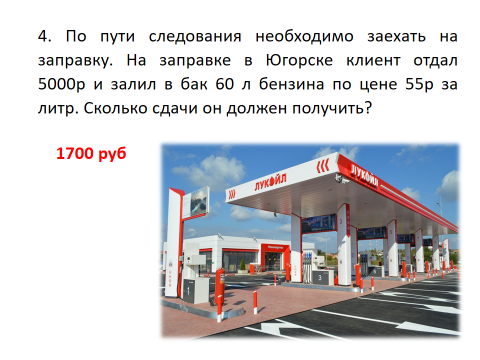 4. По пути следования необходимо заехать на
заправку. На заправке в Югорске клиент отдал
5000р и залил в бак 60 л бензина по цене 55р за
литр. Сколько сдачи он должен получить?
1700 руб
ЛУКОЙЛ
ЛУКОЙЛ